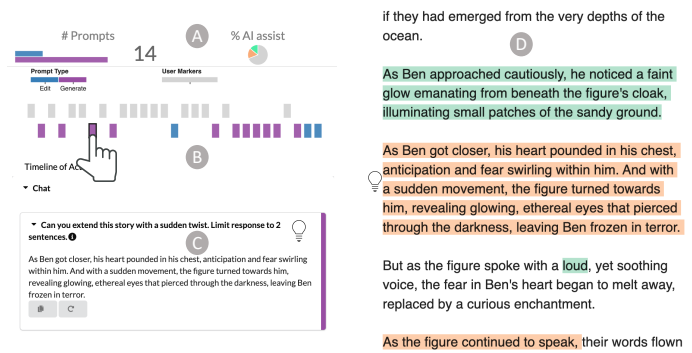 # Prompts
A
% AI assist
14
Prompt Type
User Markers
Edit
Generate
B
Timeline of Ac
Chat
Can you extend this story with a sudden twist. Limit response to 2
sentences.
C
As Ben got closer, his heart pounded in his chest, anticipation and fear swirling
within him. And with a sudden movement, the figure turned towards him,
revealing glowing, ethereal eyes that pierced through the darkness, leaving Ben
frozen in terror.
if they had emerged from the very depths of the
ocean.
D
As Ben approached cautiously, he noticed a faint
glow emanating from beneath the figure's cloak,
illuminating small patches of the sandy ground.
As Ben got closer, his heart pounded in his chest,
anticipation and fear swirling within him. And with
a sudden movement, the figure turned towards
him, revealing glowing, ethereal eyes that pierced
through the darkness, leaving Ben frozen in terror.
But as the figure spoke with a loud, yet soothing
voice, the fear in Ben's heart began to melt away,
replaced by a curious enchantment.
As the figure continued to speak, their words flown